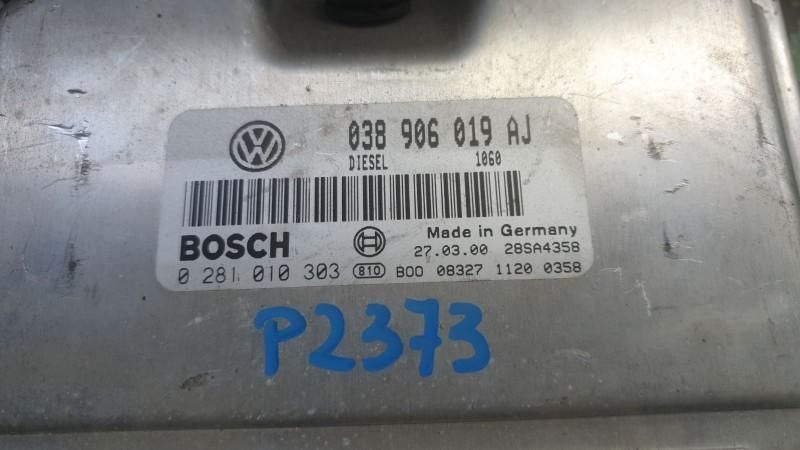 038 906 019 AJ
DIESEL 1060
Made in Germany
BOSCH 27.03.00 28SA4358
0 281 010 303 810 B00 08327 1120 0358
P2373